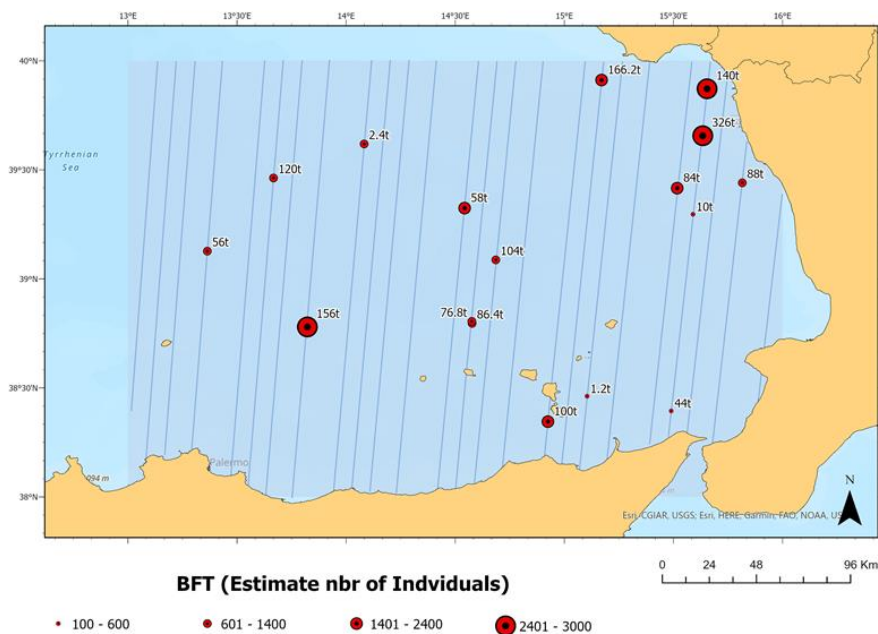 13°E 13°30'E 14°E 14°30'E 15°E 15°30'E 16°E
40°N
166.2t
140t
326t
2.4t
Tyrrhenian
Sea
39°30'N
120t
84t
88t
58t
10t
56t
104t
39°N
76.8t 86.4t
156t
38°30'N
1.2t
44t
100t
Palermo
094 m
38°N
N
Esri, CGIAR, USGS, Esri, HERE, Garmin, FAO, NOAA, US
0 24 48 96 Km
BFT (Estimate nbr of Indviduals)
100 - 600 601 - 1400 1401 - 2400 2401 - 3000